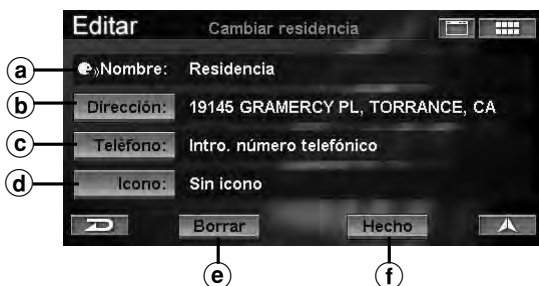 Editar Cambiar residencia
a Nombre: Residencia
b Dirección: 19145 GRAMERCY PL, TORRANCE, CA
c Teléfono: Intro. número telefónico
d Icono: Sin icono
Borrar Hecho
e f